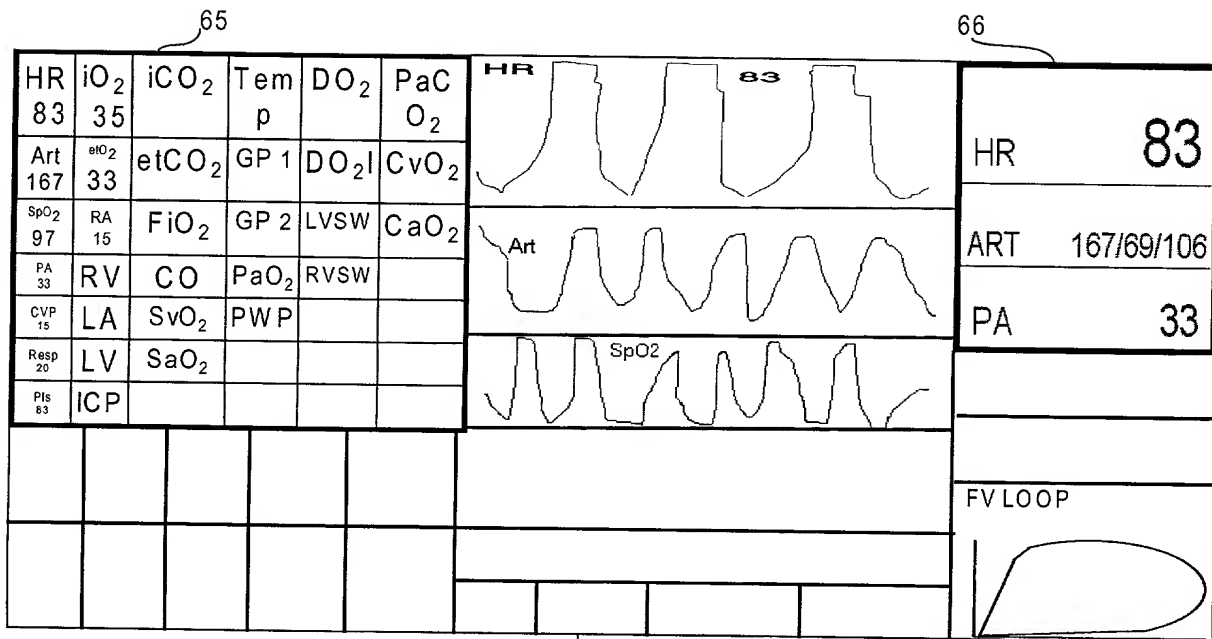 65
66
HR iO₂ iCO₂ Tem DO₂ PaC
83 35 p O₂
Art etO₂ etCO₂ GP 1 DO₂I CvO₂
167 33
SpO₂ RA FiO₂ GP 2 LVSW CaO₂
97 15
PA RV CO PaO₂ RVSW
33
CVP LA SvO₂ PWP
15
Resp LV SaO₂
20
Pls ICP
83
HR 83
Art
SpO2
HR 83
ART 167/69/106
PA 33
FV LOOP